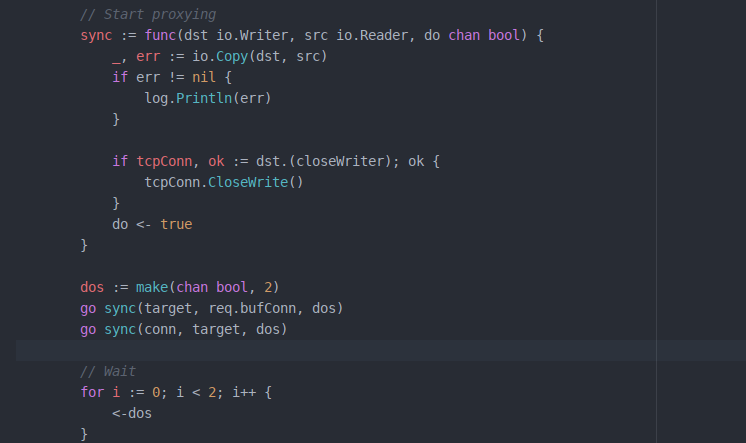 // Start proxying
sync := func(dst io.Writer, src io.Reader, do chan bool) {
_, err := io.Copy(dst, src)
if err != nil {
log.Println(err)
}
if tcpConn, ok := dst.(closeWriter); ok {
tcpConn.CloseWrite()
}
do <- true
}
dos := make(chan bool, 2)
go sync(target, req.bufConn, dos)
go sync(conn, target, dos)
// Wait
for i := 0; i < 2; i++ {
<-dos
}